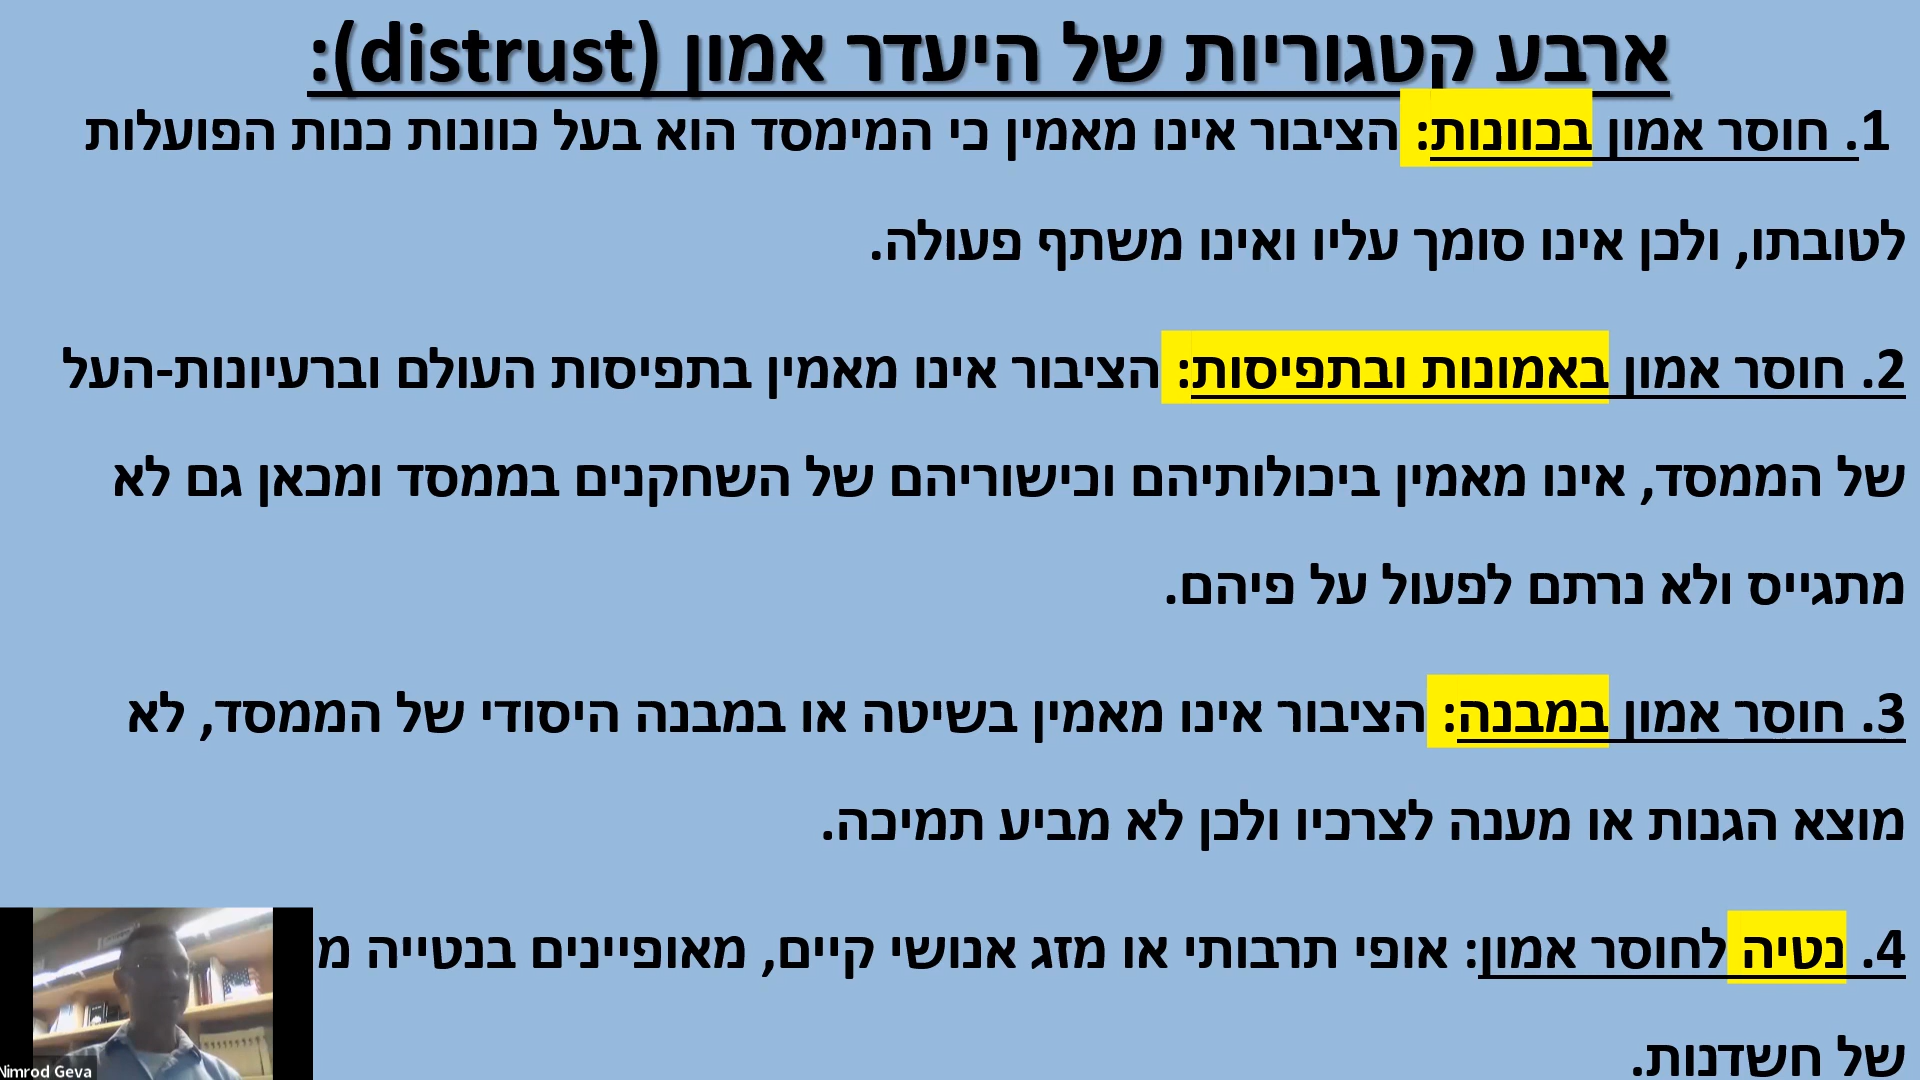 ארבע קטגוריות של היעדר אמון (distrust):
1. חוסר אמון בכוונות: הציבור אינו מאמין כי המימסד הוא בעל כוונות כנות הפועלות
לטובתו, ולכן אינו סומך עליו ואינו משתף פעולה.
2. חוסר אמון באמונות ובתפיסות: הציבור אינו מאמין בתפיסות העולם וברעיונות-העל
של הממסד, אינו מאמין ביכולותיהם וכישוריהם של השחקנים בממסד ומכאן גם לא
מתגייס ולא נרתם לפעול על פיהם.
3. חוסר אמון במבנה: הציבור אינו מאמין בשיטה או במבנה היסודי של הממסד, לא
מוצא הגנות או מענה לצרכיו ולכן לא מביע תמיכה.
4. נטיה לחוסר אמון: אופי תרבותי או מזג אנושי קיים, מאופיינים בנטייה מ
של חשדנות.
Nimrod Geva